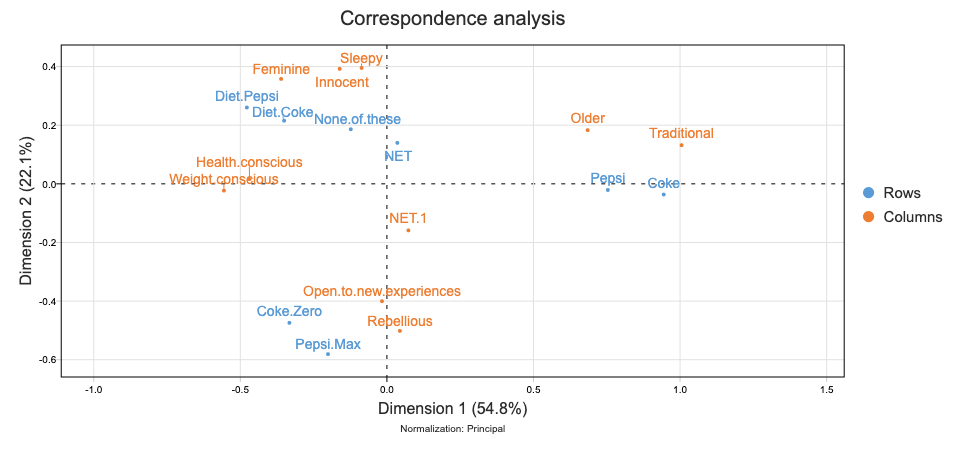 Correspondence analysis
Sleepy
Feminine
Innocent
Diet.Pepsi
Diet.Coke
None.of.these
Older
Traditional
NET
Health.conscious
Weight.conscious
Pepsi
Coke
NET.1
Open.to.new.experiences
Coke.Zero
Rebellious
Pepsi.Max
0.4
0.2
0.0
-0.2
-0.4
-0.6
Dimension 2 (22.1%)
-1.0 -0.5 0.0 0.5 1.0 1.5
Dimension 1 (54.8%)
Normalization: Principal
Rows
Columns